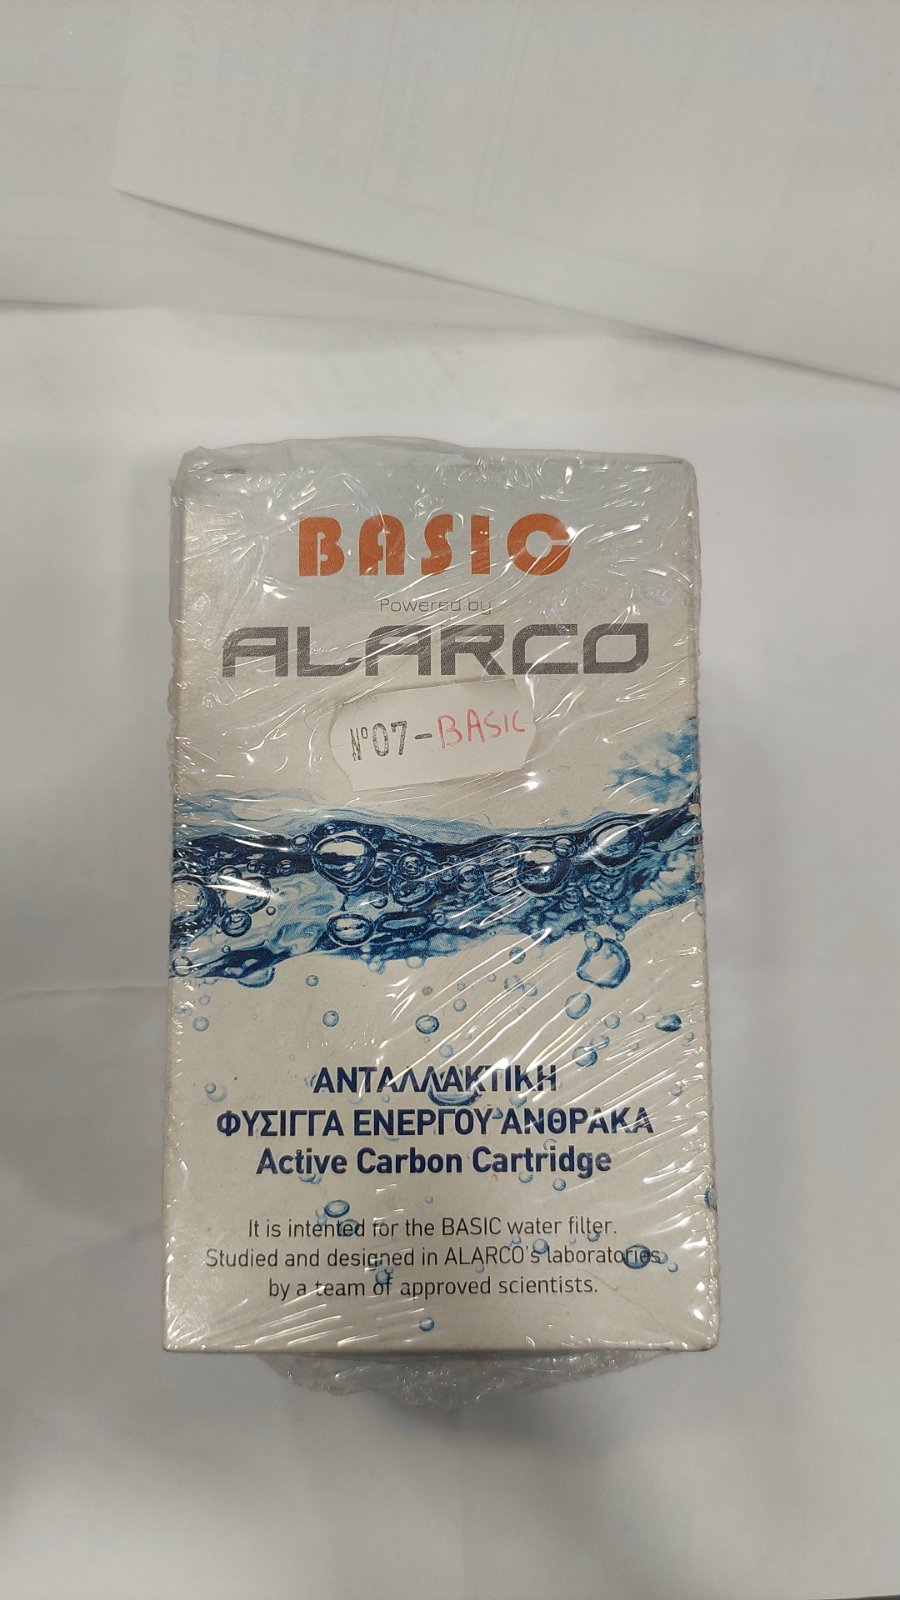 BASIC
Powered by
ALARCO
Nº07-BASIC
ΑΝΤΑΛΛΑΚΤΙΚΗ
ΦΥΣΙΓΓΑ ΕΝΕΡΓΟΥ ΑΝΘΡΑΚΑ
Active Carbon Cartridge
It is intented for the BASIC water filter.
Studied and designed in ALARCO's laboratories
by a team of approved scientists.